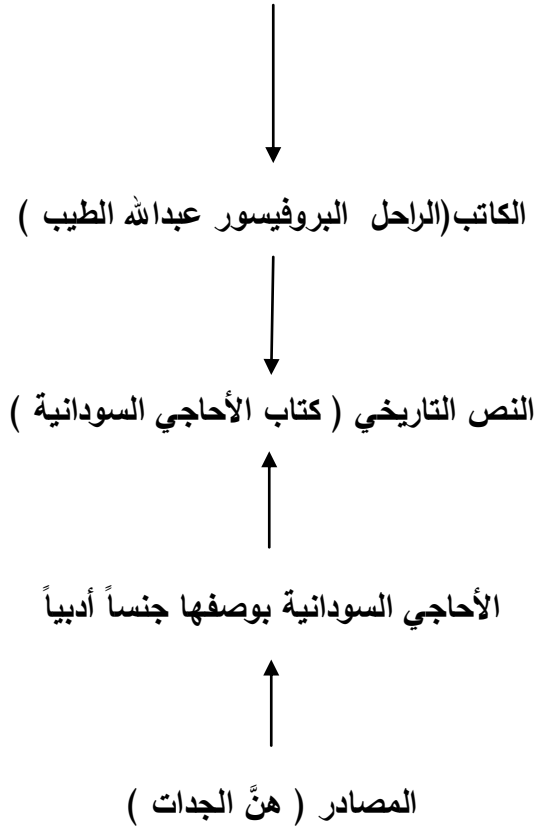 الكاتب(الراحل البروفيسور عبدالله الطيب )
النص التاريخي ( كتاب الأحاجي السودانية )
الأحاجي السودانية بوصفها جنساً أدبياً
المصادر ( هنَّ الجدات )